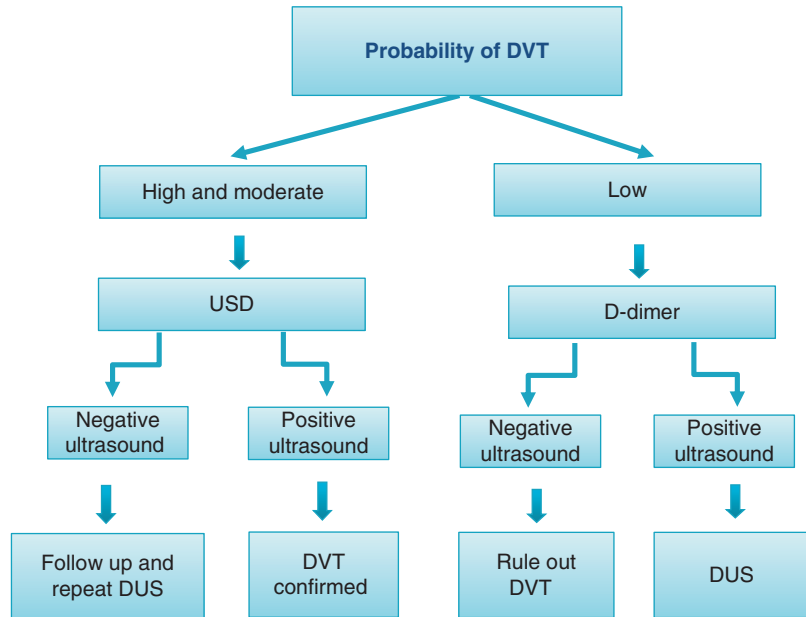 Probability of DVT
High and moderate
Low
USD
D-dimer
Negative
ultrasound
Positive
ultrasound
Negative
ultrasound
Positive
ultrasound
Follow up and
repeat DUS
DVT
confirmed
Rule out
DVT
DUS